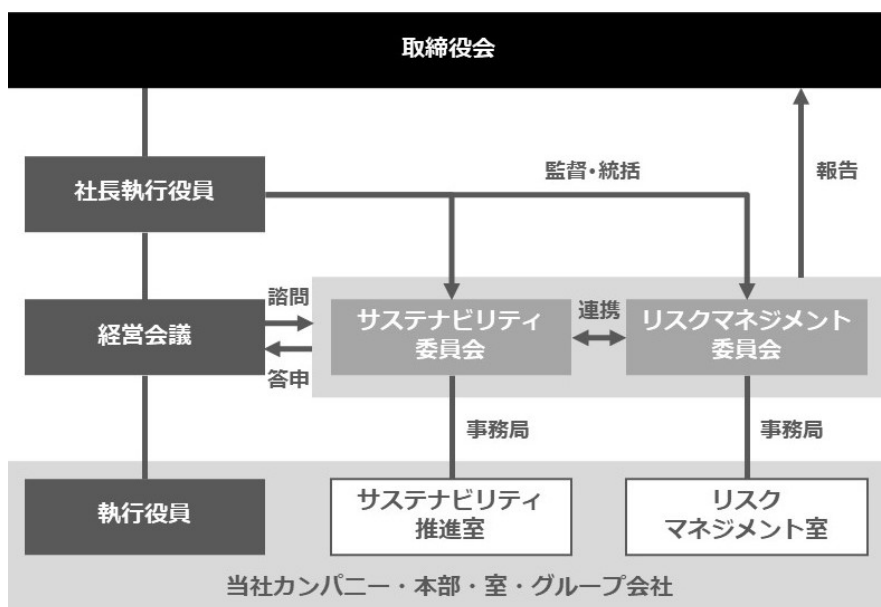 取締役会
社長執行役員
監督・統括
報告
経営会議
諮問
答申
サステナビリティ
委員会
連携
リスクマネジメント
委員会
事務局
事務局
執行役員
サステナビリティ
推進室
リスク
マネジメント室
当社カンパニー・本部・室・グループ会社